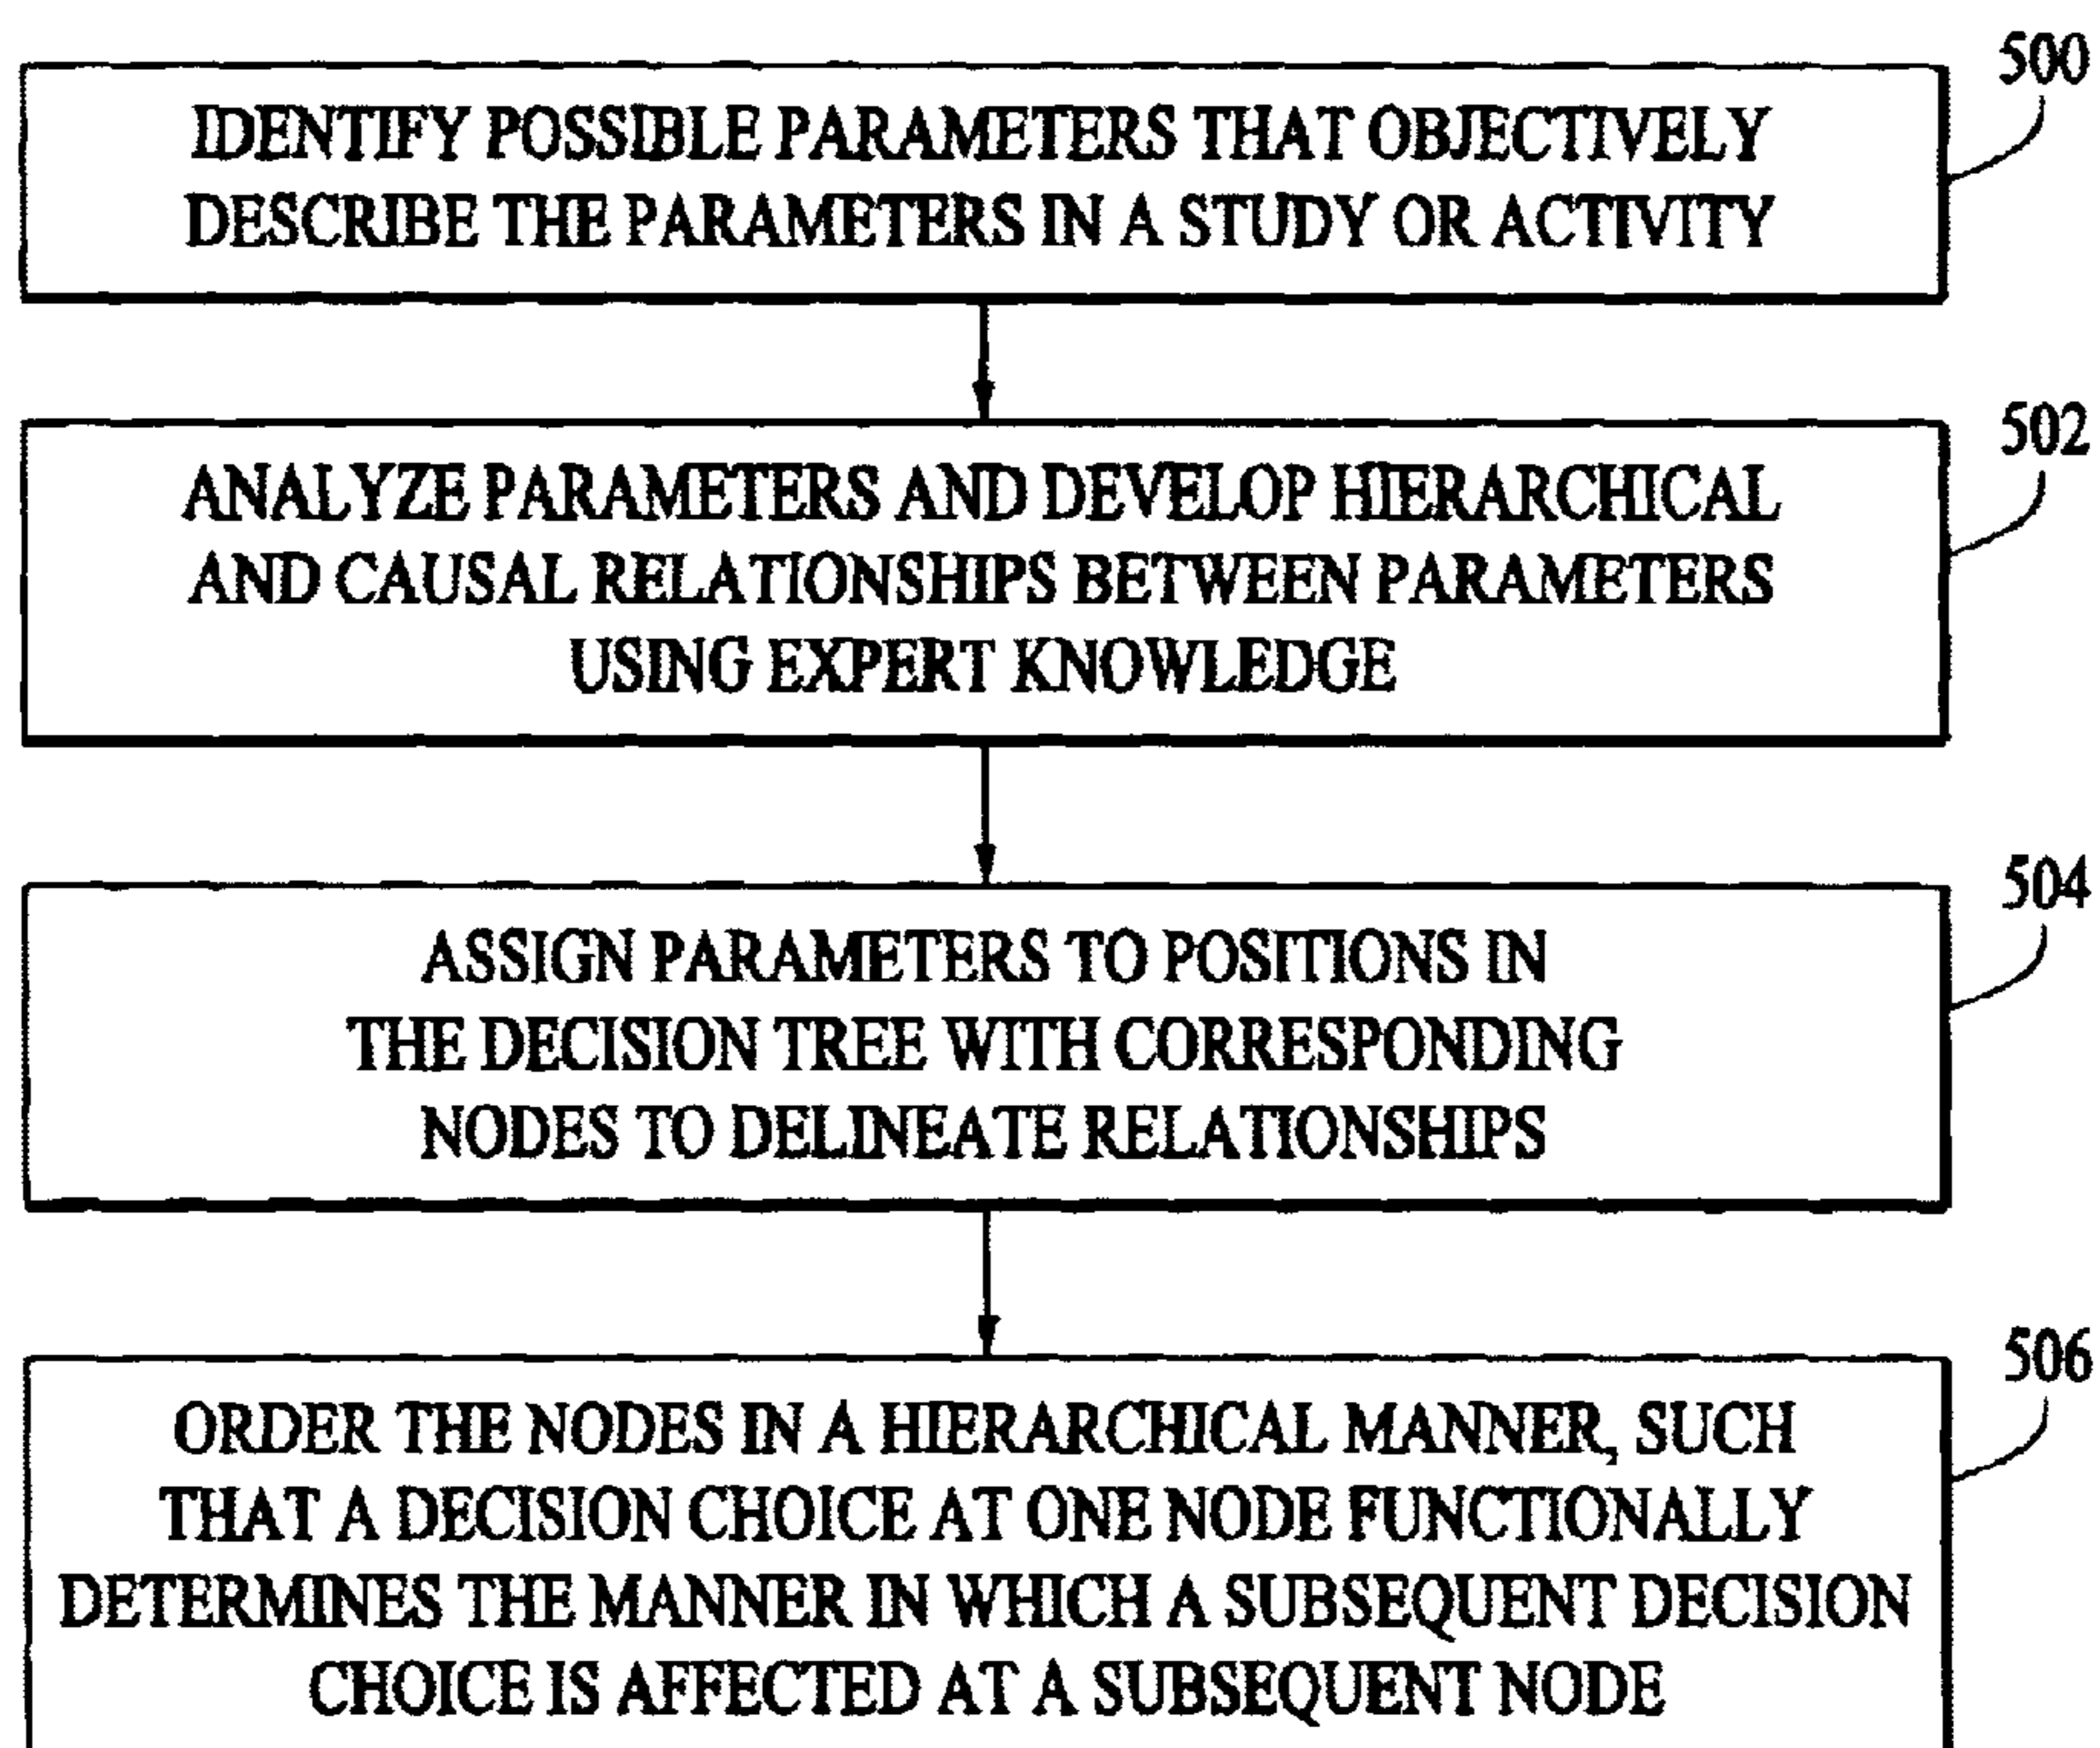 500
IDENTIFY POSSIBLE PARAMETERS THAT OBJECTIVELY
DESCRIBE THE PARAMETERS IN A STUDY OR ACTIVITY
502
ANALYZE PARAMETERS AND DEVELOP HIERARCHICAL
AND CAUSAL RELATIONSHIPS BETWEEN PARAMETERS
USING EXPERT KNOWLEDGE
504
ASSIGN PARAMETERS TO POSITIONS IN
THE DECISION TREE WITH CORRESPONDING
NODES TO DELINEATE RELATIONSHIPS
506
ORDER THE NODES IN A HIERARCHICAL MANNER, SUCH
THAT A DECISION CHOICE AT ONE NODE FUNCTIONALLY
DETERMINES THE MANNER IN WHICH A SUBSEQUENT DECISION
CHOICE IS AFFECTED AT A SUBSEQUENT NODE